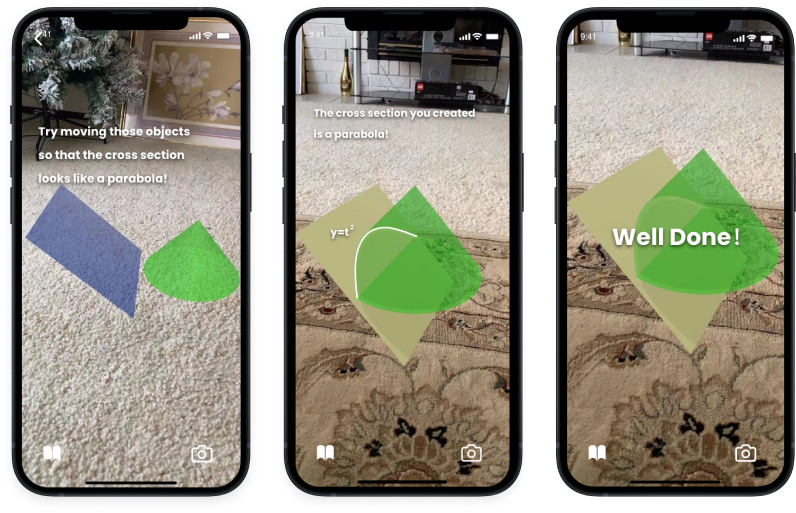 9:41
Try moving those objects
so that the cross section
looks like a parabola!
9:41
The cross section you created
is a parabola!
y=t²
9:41
Well Done!